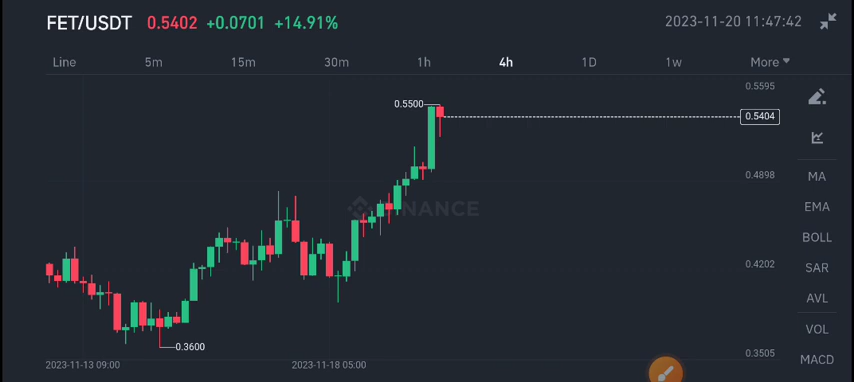 FET/USDT 0.5402 +0.0701 +14.91% 2023-11-20 11:47:42
Line 5m 15m 30m 1h 4h 1D 1w More
0.5595
0.5500
0.5404
MA
0.4898
EMA
BINANCE
BOLL
0.4202
SAR
AVL
VOL
0.3600
0.3505
MACD
2023-11-13 09:00 2023-11-18 05:00